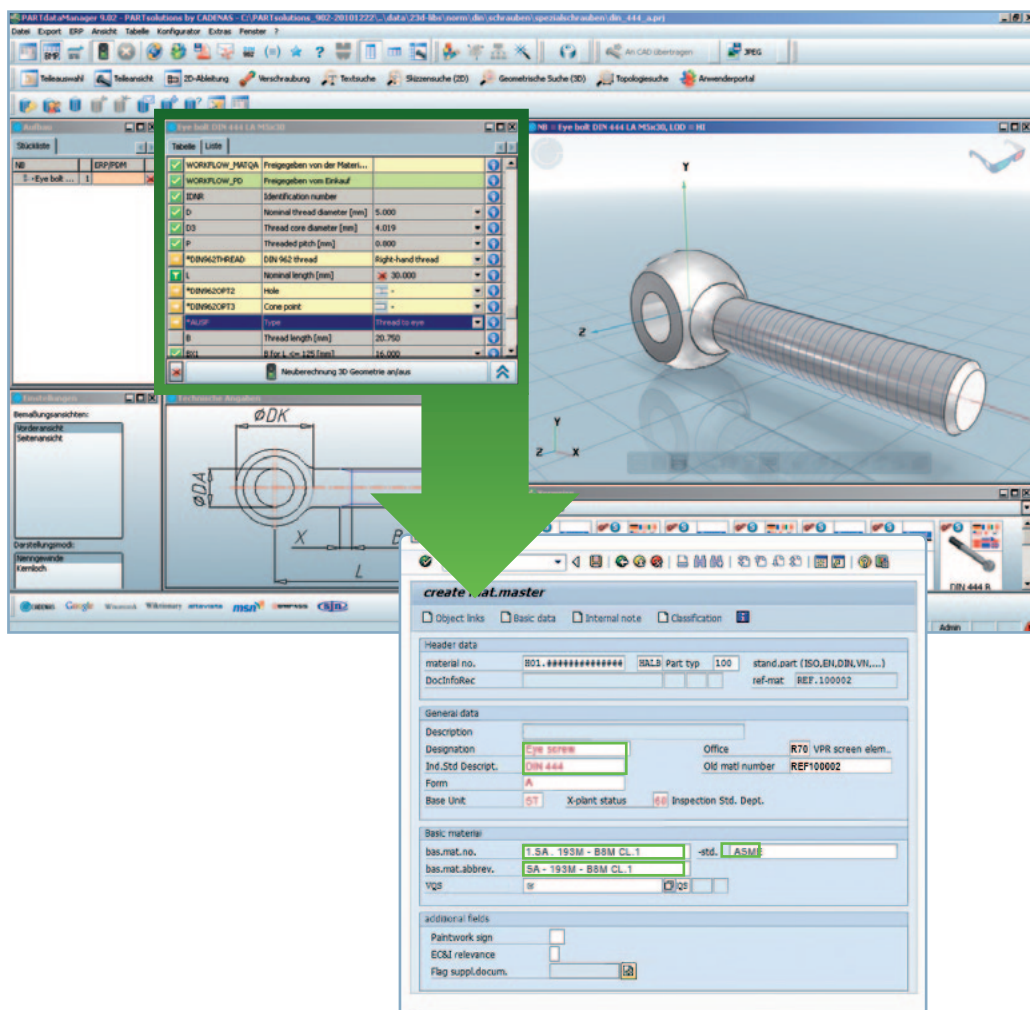 PARTdataManager 9.02 - PARTsolutions by CADENAS - C:\PARTsolutions_902-20101222\..\data\23d-libs\norm\din\schrauben\spezialschrauben\din_444_a.prj
Datei Export ERP Ansicht Tabelle Konfigurator Extras Fenster ?
An CAD übertragen JPEG
Teileauswahl Teileansicht 2D-Ableitung Verschraubung Textsuche Skizzensuche (2D) Geometrische Suche (3D) Topologiesuche Anwenderportal
Aufbau
Stückliste
NB ERP/PDM
Eye bolt ... 1
Eye bolt DIN 444 LA M5x30
Tabelle Liste
WORKFLOW_MATQA Freigegeben von der Materi...
WORKFLOW_PD Freigegeben vom Einkauf
IDNR Identification number
D Nominal thread diameter [mm] 5.000
D3 Thread core diameter [mm] 4.019
P Threaded pitch [mm] 0.800
*DIN962THREAD DIN 962 thread Right-hand thread
L Nominal length [mm] 30.000
*DIN962OPT2 Hole -
*DIN962OPT3 Cone point -
*AUSF Type Thread to eye
B Thread length [mm] 20.750
BX1 B for L <= 125 [mm] 16.000
Neuberechnung 3D Geometrie an/aus
NB = Eye bolt DIN 444 LA M5x30, LOD = HI
Y
Z
Y
Z X
Einstellungen
Bemaßungsansichten:
Vorderansicht
Seitenansicht
Darstellungsmodi:
Nenngewinde
Kernloch
Technische Angaben
ØDK
ØDA
X B
L
DIN 444 B
CADENAS Google Wiktionary altavista msn
Admin
create mat.master
Object links Basic data Internal note Classification
Header data
material no. H01.############## HALB Part typ 100 stand.part (ISO,EN,DIN,VN,...)
DocInfoRec ref-mat REF.100002
General data
Description
Designation Eye screw Office R70 VPR screen elem..
Ind.Std Descript. DIN 444 Old matl number REF100002
Form A
Base Unit ST X-plant status 60 Inspection Std. Dept.
Basic material
bas.mat.no. 1.SA . 193M - B8M CL.1 -std. ASME
bas.mat.abbrev. SA - 193M - B8M CL.1
VQS QS
additional fields
Paintwork sign
EC&I relevance
Flag suppl.docum.